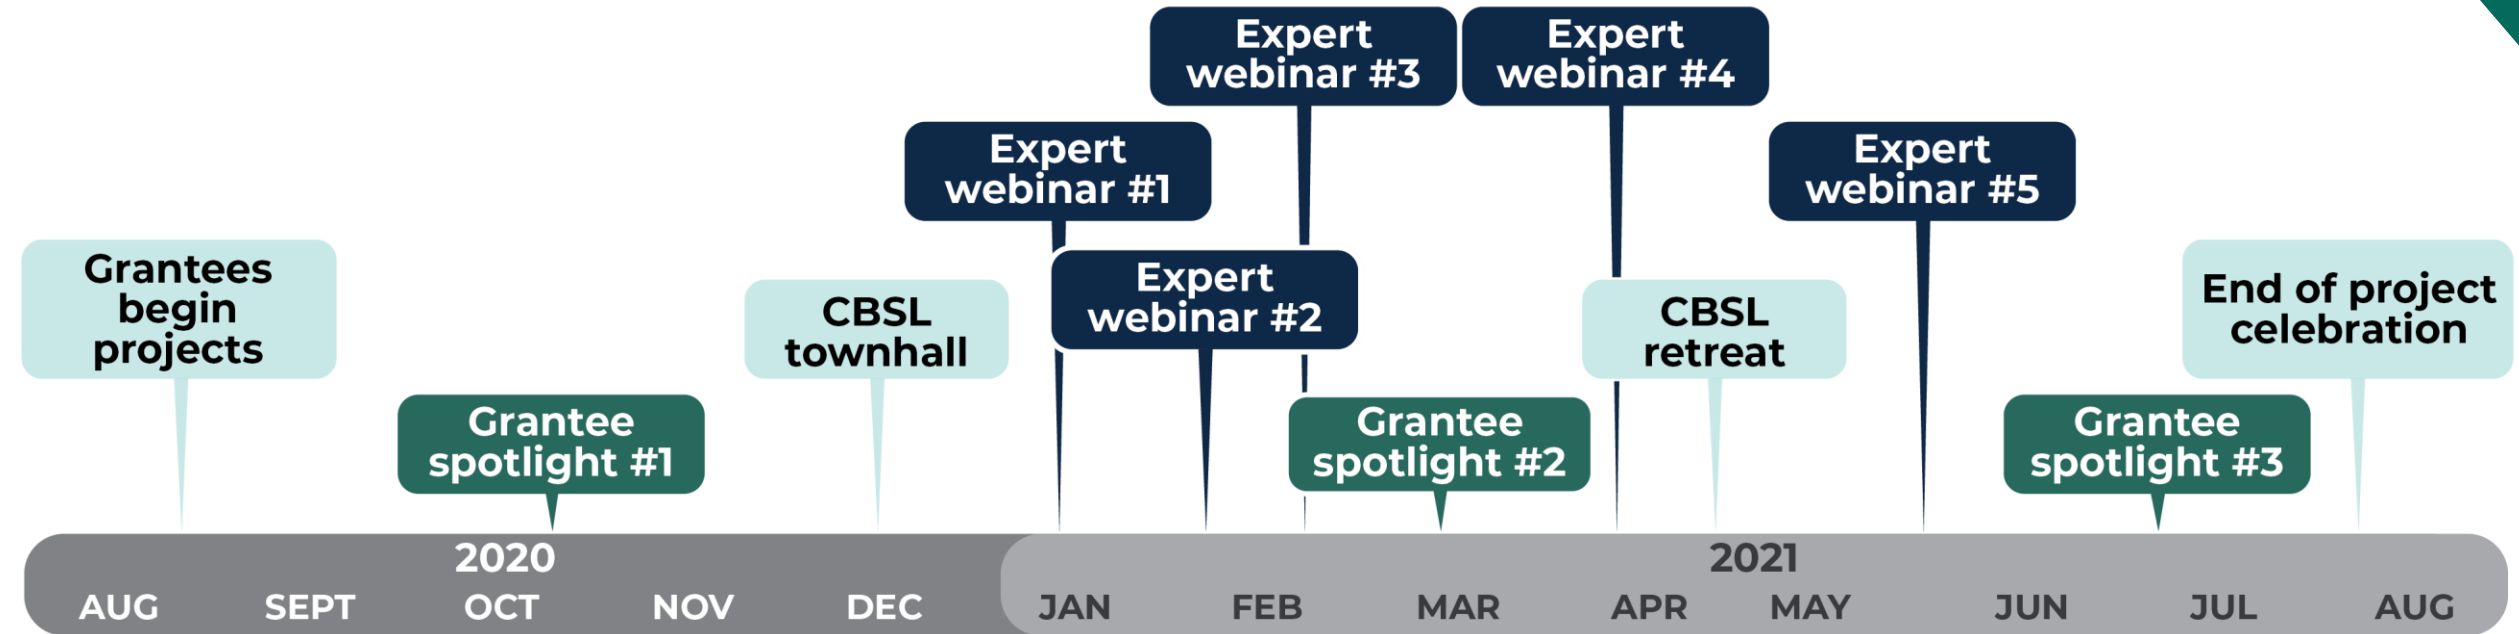 Expert
webinar #3
Expert
webinar #4
Expert
webinar #1
Expert
webinar #5
Grantees
begin
projects
CBSL
townhall
Expert
webinar #2
CBSL
retreat
End of project
celebration
Grantee
spotlight #1
Grantee
spotlight #2
Grantee
spotlight #3
2020
2021
AUG SEPT OCT NOV DEC JAN FEB MAR APR MAY JUN JUL AUG